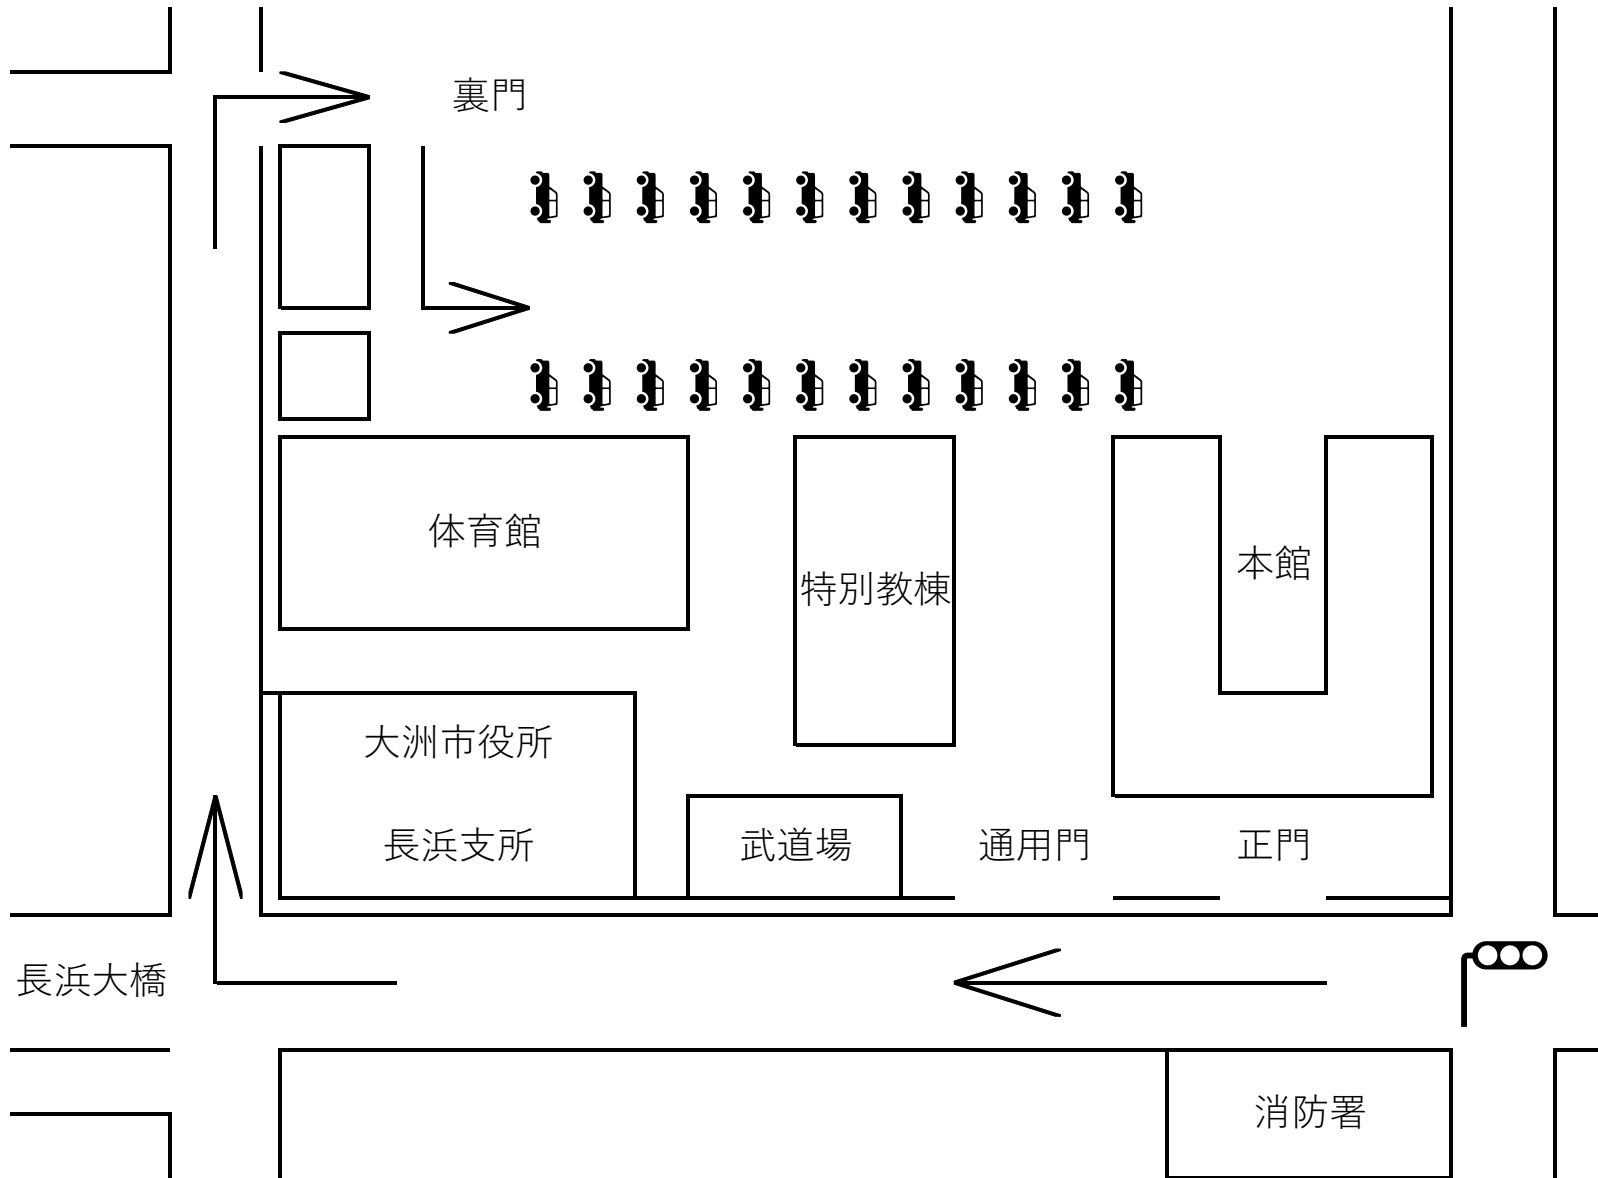 裏門
体育館
本館
特別教棟
大洲市役所
長浜支所
武道場
通用門
正門
長浜大橋
消防署